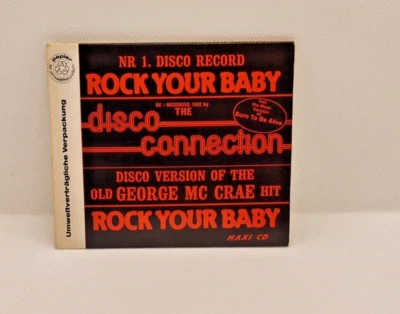 papier
Umweltverträgliche Verpackung
NR 1. DISCO RECORD
ROCK YOUR BABY
RE-RECORDED 1992 by
THE
disco
connection
Born To Be Alive
DISCO VERSION OF THE
OLD GEORGE MC CRAE HIT
ROCK YOUR BABY
MAXI CD